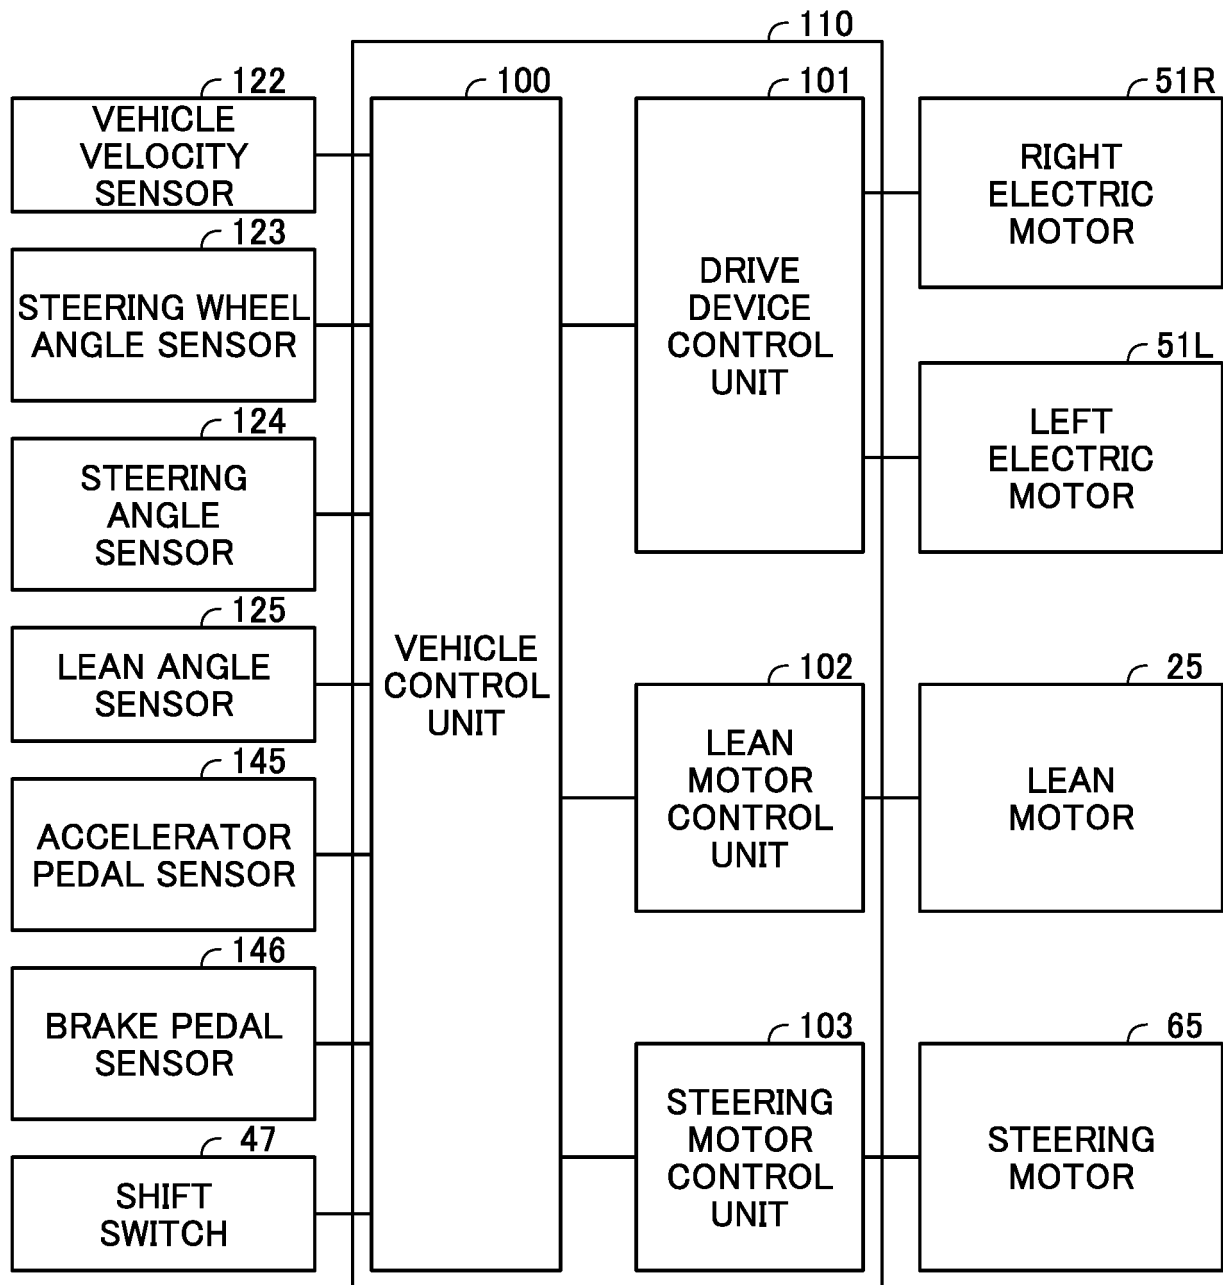 110
122
VEHICLE
VELOCITY
SENSOR
123
STEERING WHEEL
ANGLE SENSOR
124
STEERING
ANGLE
SENSOR
125
LEAN ANGLE
SENSOR
145
ACCELERATOR
PEDAL SENSOR
146
BRAKE PEDAL
SENSOR
47
SHIFT
SWITCH
100
VEHICLE
CONTROL
UNIT
101
DRIVE
DEVICE
CONTROL
UNIT
102
LEAN
MOTOR
CONTROL
UNIT
103
STEERING
MOTOR
CONTROL
UNIT
51R
RIGHT
ELECTRIC
MOTOR
51L
LEFT
ELECTRIC
MOTOR
25
LEAN
MOTOR
65
STEERING
MOTOR